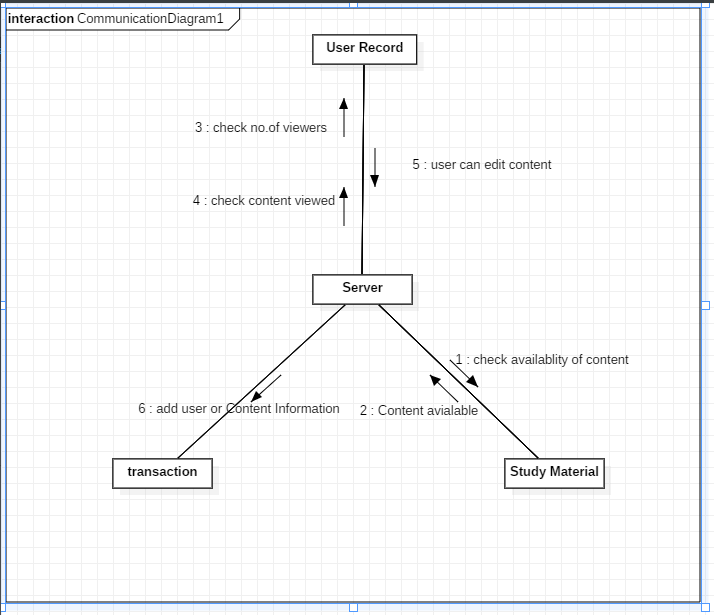 interaction CommunicationDiagram1
User Record
3 : check no.of viewers
5 : user can edit content
4 : check content viewed
Server
1 : check availablity of content
6 : add user or Content Information
2 : Content avialable
transaction
Study Material